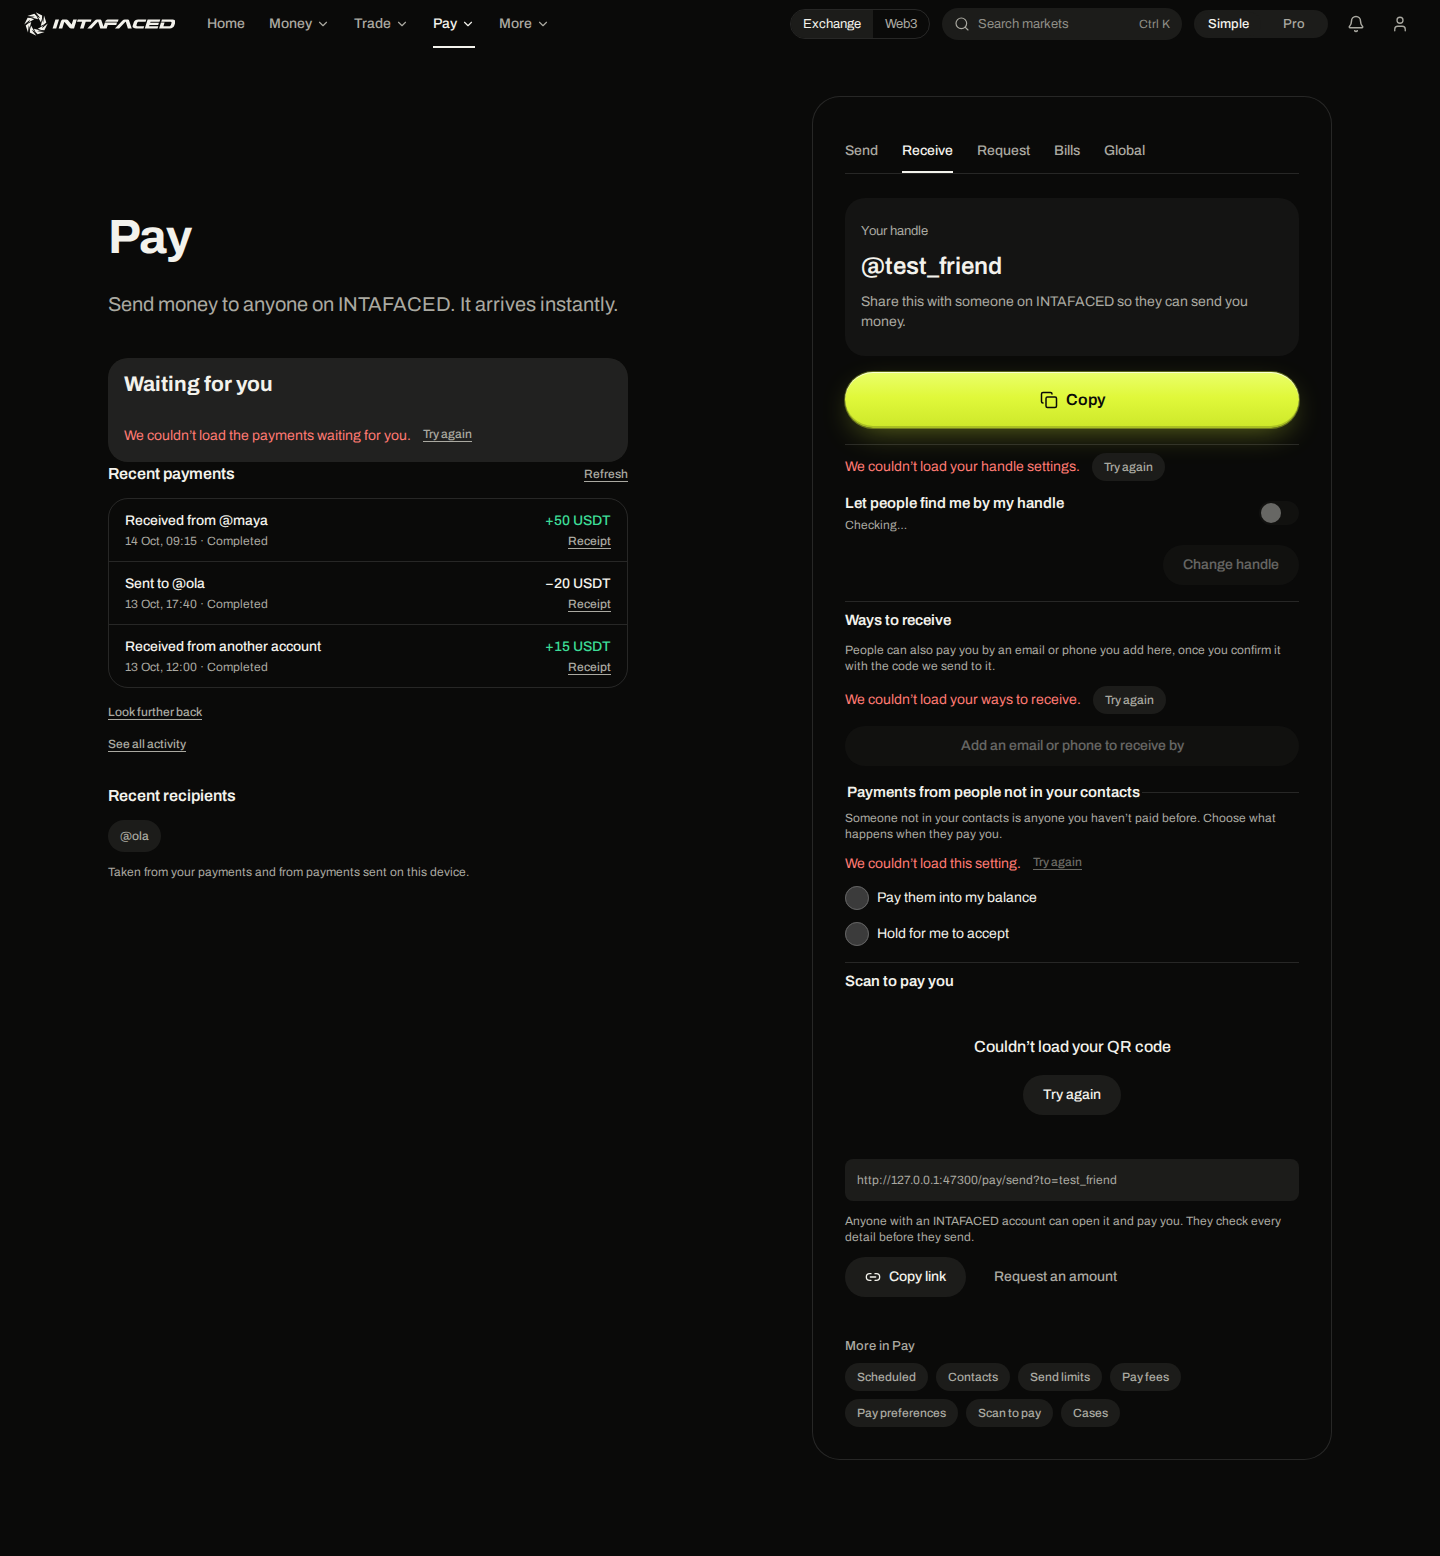 INTAFACED
Home
Money
Trade
Pay
More
Exchange
Web3
Search markets
Ctrl K
Simple
Pro
Pay
Send money to anyone on INTAFACED. It arrives instantly.
Waiting for you
We couldn’t load the payments waiting for you. Try again
Recent payments
Refresh
Received from @maya
+50 USDT
14 Oct, 09:15 · Completed
Receipt
Sent to @ola
−20 USDT
13 Oct, 17:40 · Completed
Receipt
Received from another account
+15 USDT
13 Oct, 12:00 · Completed
Receipt
Look further back
See all activity
Recent recipients
@ola
Taken from your payments and from payments sent on this device.
Send
Receive
Request
Bills
Global
Your handle
@test_friend
Share this with someone on INTAFACED so they can send you
money.
Copy
We couldn’t load your handle settings. Try again
Let people find me by my handle
Checking…
Change handle
Ways to receive
People can also pay you by an email or phone you add here, once you confirm it
with the code we send to it.
We couldn’t load your ways to receive. Try again
Add an email or phone to receive by
Payments from people not in your contacts
Someone not in your contacts is anyone you haven’t paid before. Choose what
happens when they pay you.
We couldn’t load this setting. Try again
Pay them into my balance
Hold for me to accept
Scan to pay you
Couldn’t load your QR code
Try again
http://127.0.0.1:47300/pay/send?to=test_friend
Anyone with an INTAFACED account can open it and pay you. They check every
detail before they send.
Copy link
Request an amount
More in Pay
Scheduled
Contacts
Send limits
Pay fees
Pay preferences
Scan to pay
Cases